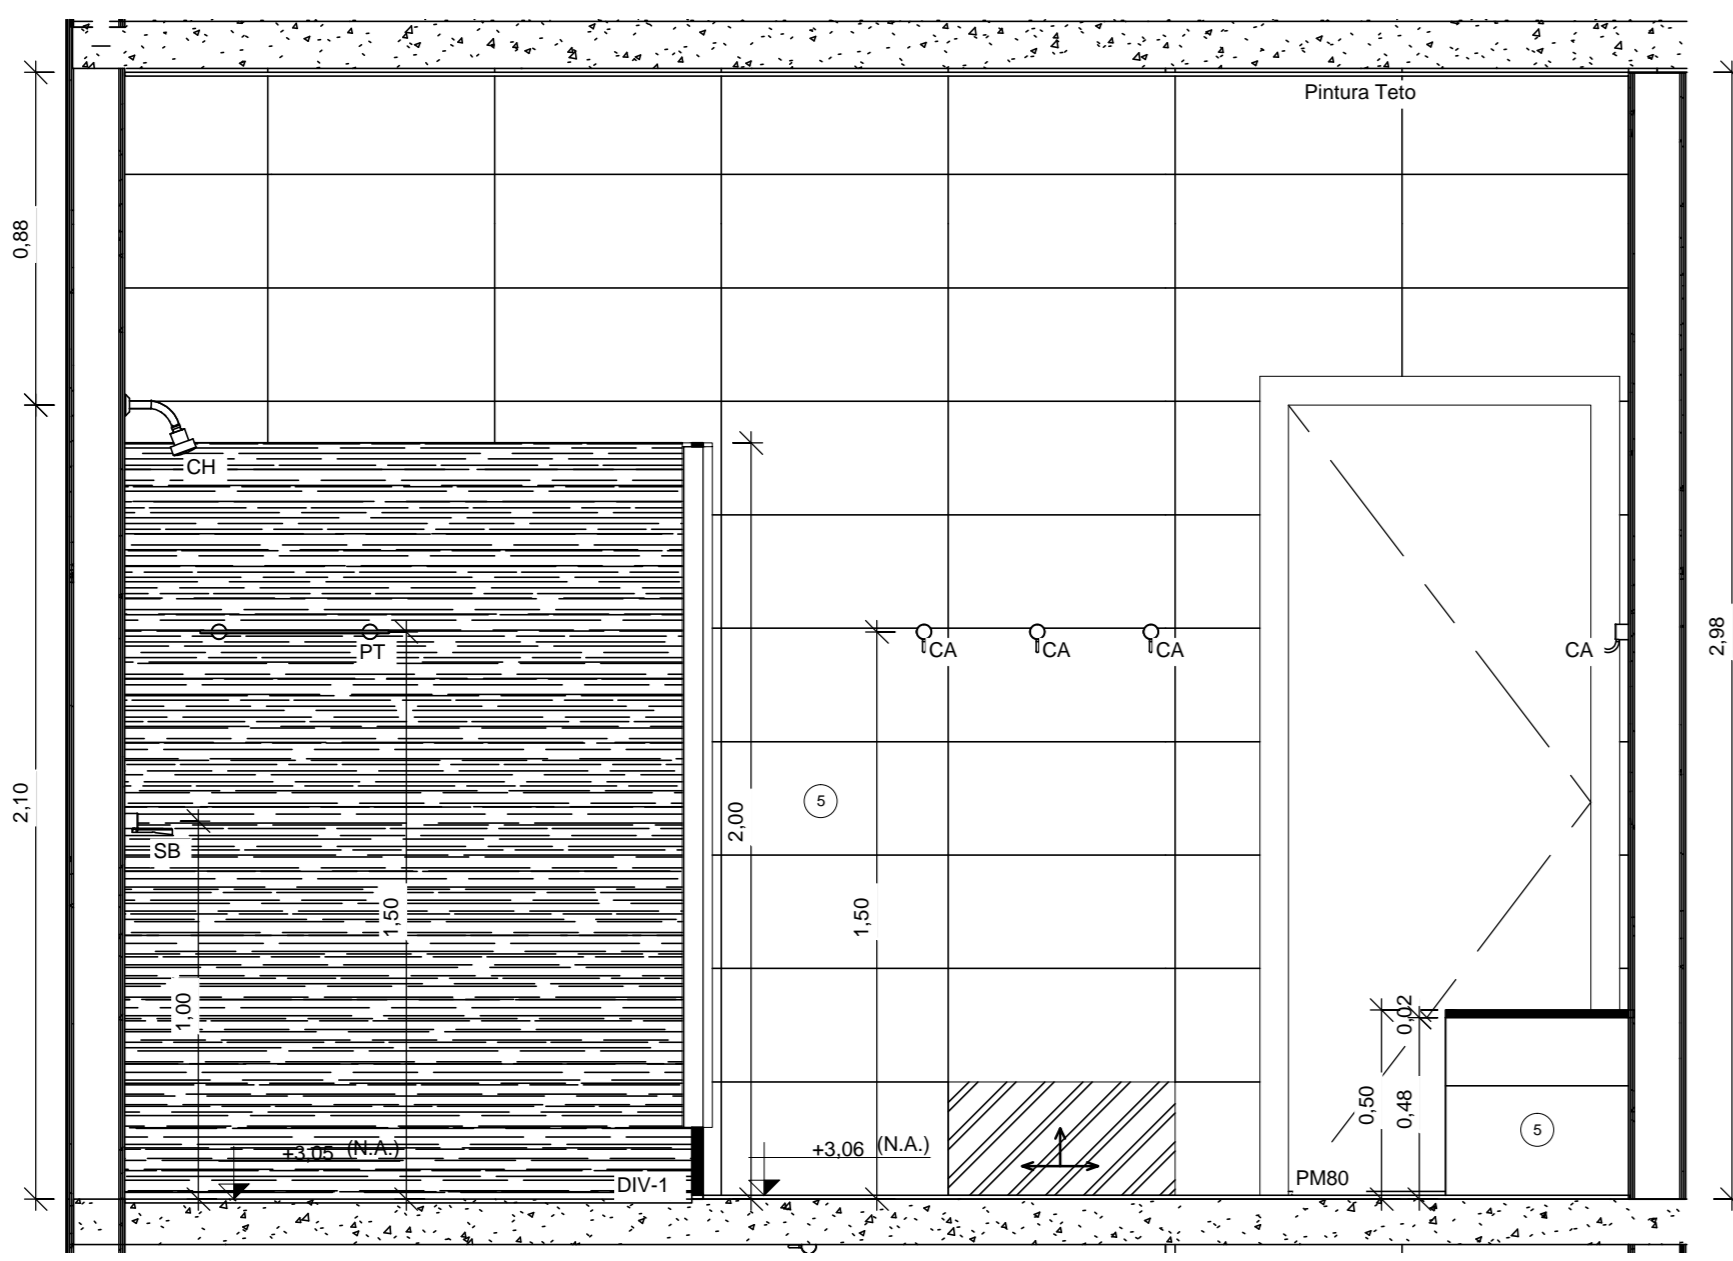 Pintura Teto
0,88
CH
2,98
PT
CA
CA
CA
CA
2,10
2,00
5
SB
1,50
1,50
1,00
0,02
0,50
0,48
5
+3,05 (N.A.)
+3,06 (N.A.)
DIV-1
PM80